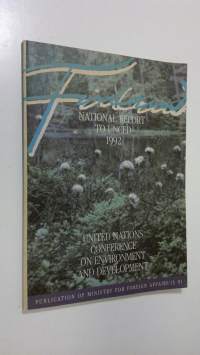 Finland
NATIONAL REPORT
TO UNCED
1992
UNITED NATIONS
CONFERENCE
ON ENVIRONMENT
AND DEVELOPMENT
PUBLICATION OF MINISTRY FOR FOREIGN AFFAIRS